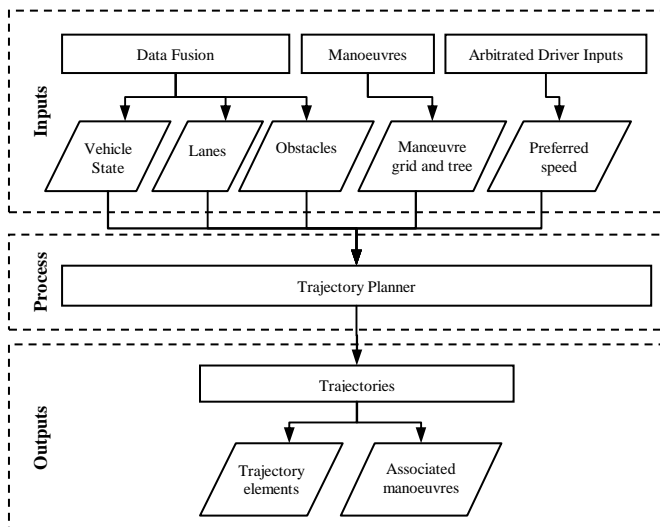 Inputs
Data Fusion
Manoeuvres
Arbitrated Driver Inputs
Vehicle
State
Lanes
Obstacles
Manœuvre
grid and tree
Preferred
speed
Process
Trajectory Planner
Outputs
Trajectories
Trajectory
elements
Associated
manoeuvres